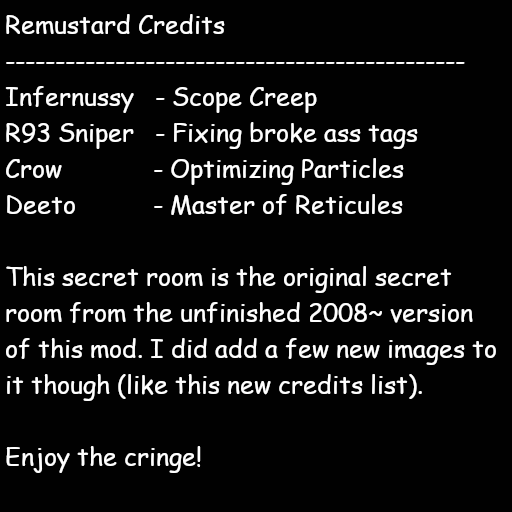 Remustard Credits
----------------------------------------------
Infernussy - Scope Creep
R93 Sniper - Fixing broke ass tags
Crow - Optimizing Particles
Deeto - Master of Reticules
This secret room is the original secret
room from the unfinished 2008~ version
of this mod. I did add a few new images to
it though (like this new credits list).
Enjoy the cringe!